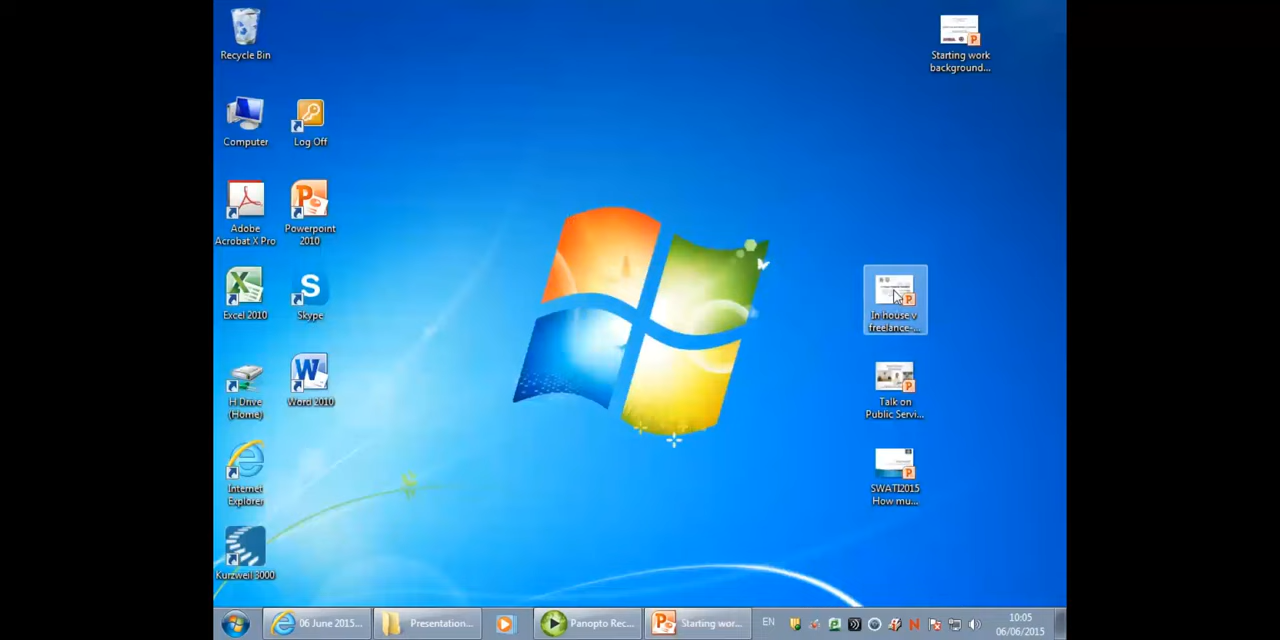 Recycle Bin
Computer
Log Off
Adobe
Acrobat X Pro
Powerpoint
2010
Excel 2010
Skype
H Drive
(Home)
Word 2010
Internet
Explorer
Kurzweil 3000
Starting work
background...
In house v
freelance-...
Talk on
Public Servi...
SWATI2015
How mu...
06 June 2015...
Presentation...
Panopto Rec...
Starting wor...
EN
10:05
06/06/2015